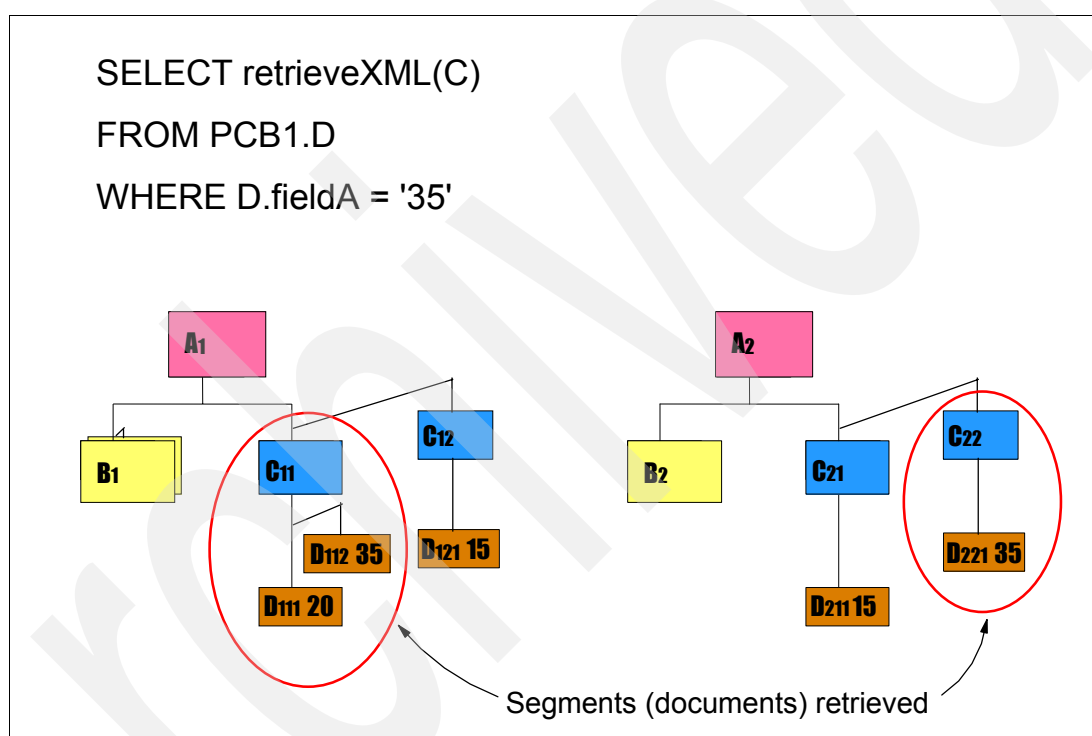 SELECT retrieveXML(C)
FROM PCB1.D
WHERE D.fieldA = '35'
A1
A2
C12
C22
B1
C11
B2
C21
D112 35
D121 15
D221 35
D111 20
D211 15
Segments (documents) retrieved